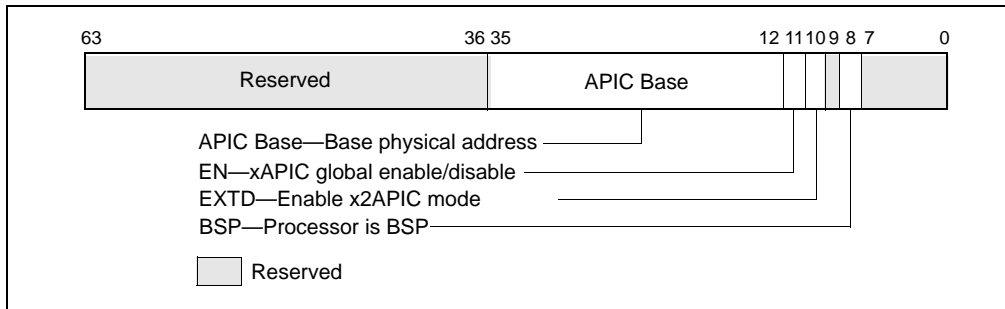 63 36 35 12 11 10 9 8 7 0
Reserved APIC Base
APIC Base—Base physical address
EN—xAPIC global enable/disable
EXTD—Enable x2APIC mode
BSP—Processor is BSP
Reserved